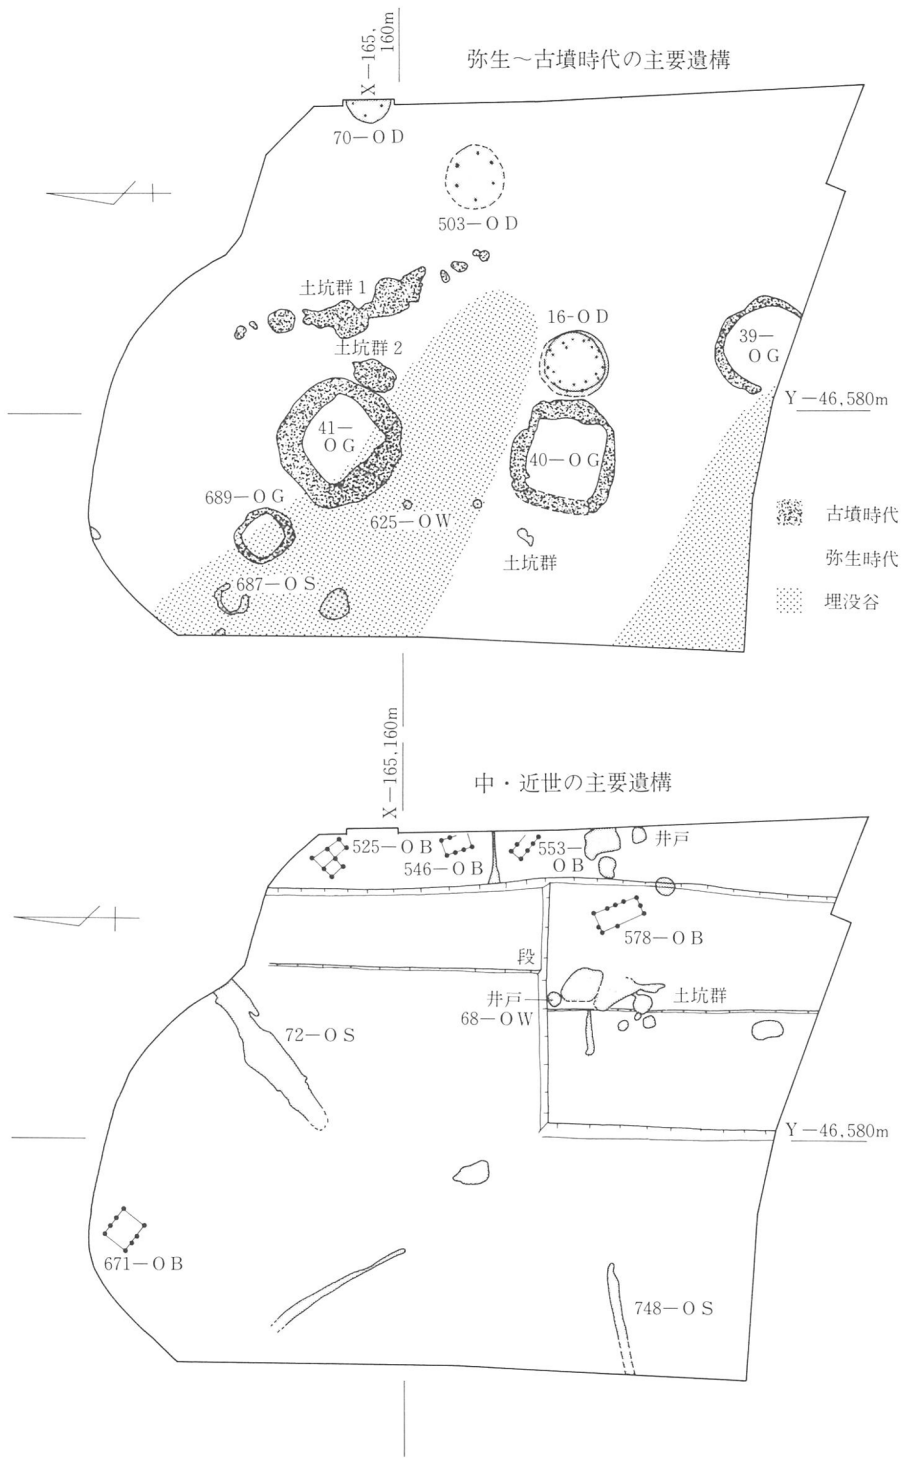 X－165,
160m
弥生～古墳時代の主要遺構
70－OD
503－OD
土坑群1
16-OD
39－
OG
土坑群2
Y－46,580m
41－
OG
40－OG
689－OG
625－OW
古墳時代
土坑群
弥生時代
687－OS
埋没谷
X－165,160m
中・近世の主要遺構
525－OB
546－OB
553－
OB
井戸
578－OB
段
井戸
68－OW
土坑群
72－OS
Y－46,580m
671－OB
748－OS